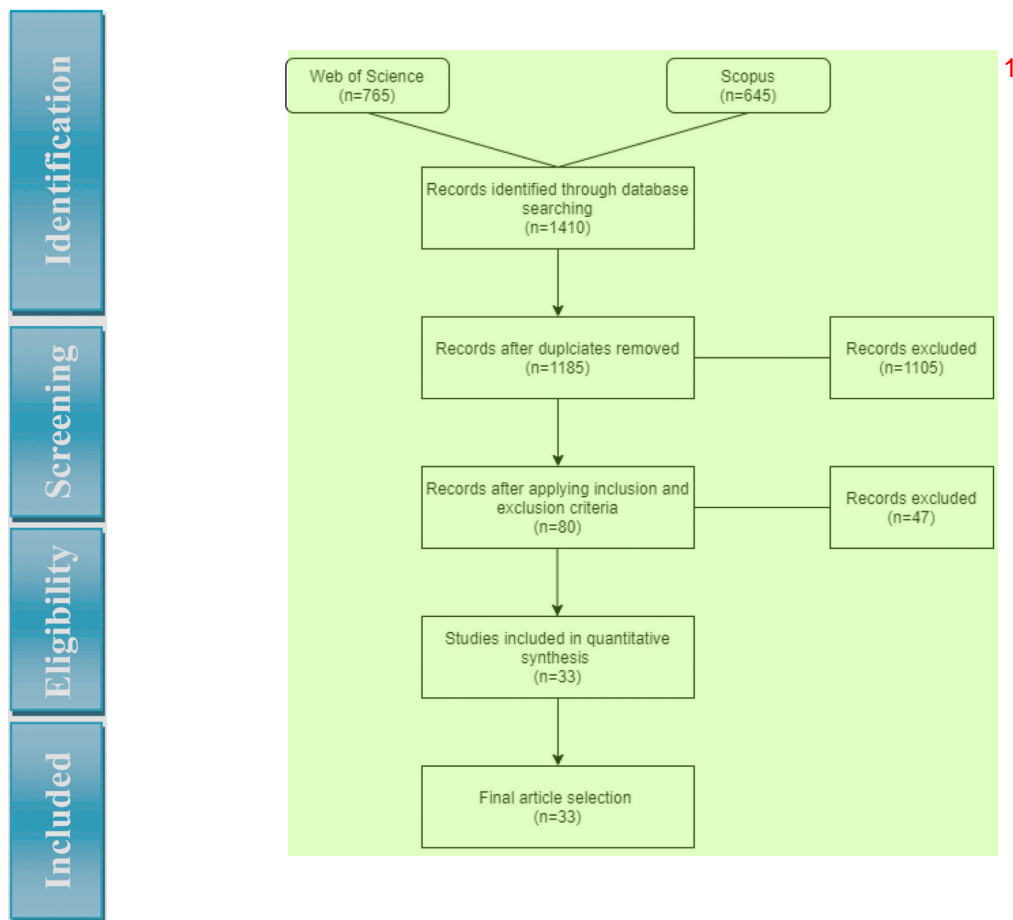 Identification
Screening
Eligibility
Included
1
Web of Science
(n=765)
Scopus
(n=645)
Records identified through database
searching
(n=1410)
Records after duplciates removed
(n=1185)
Records excluded
(n=1105)
Records after applying inclusion and
exclusion criteria
(n=80)
Records excluded
(n=47)
Studies included in quantitative
synthesis
(n=33)
Final article selection
(n=33)